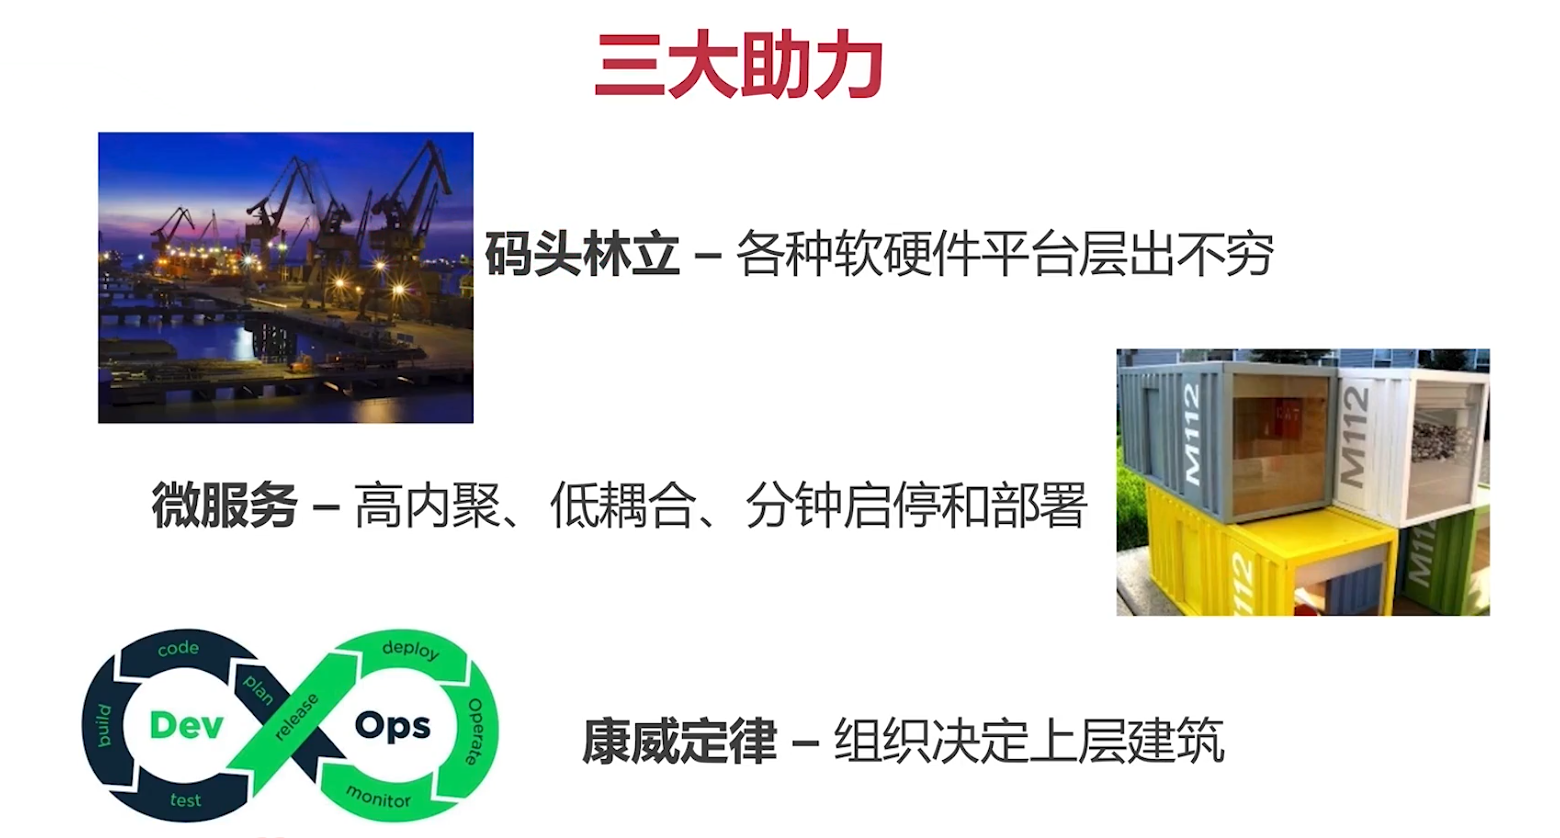 三大助力
码头林立 – 各种软硬件平台层出不穷
M112
M112
微服务 – 高内聚、低耦合、分钟启停和部署
M112
M112
code
plan
build
Dev
test
release
deploy
Ops
Operate
monitor
康威定律 – 组织决定上层建筑